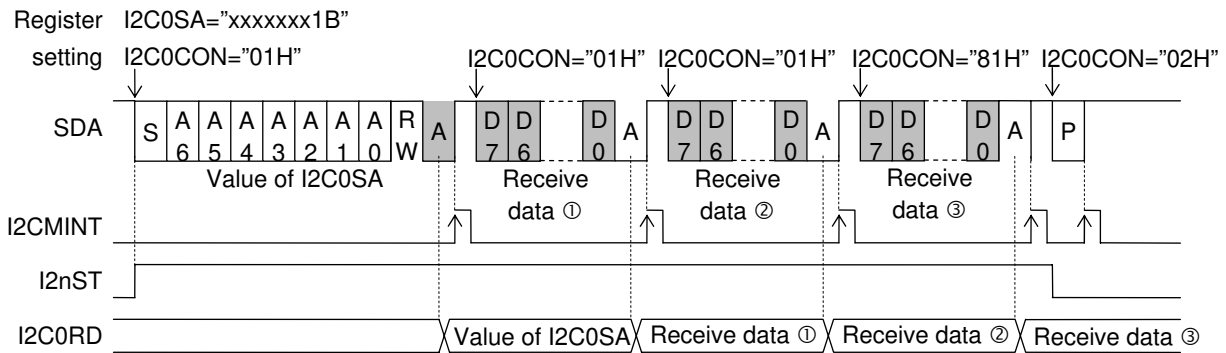 Register I2C0SA="xxxxxxx1B"
setting I2C0CON="01H" I2C0CON="01H" I2C0CON="01H" I2C0CON="81H" I2C0CON="02H"
SDA S A6 A5 A4 A3 A2 A1 A0 RW A D7 D6 D0 A D7 D6 D0 A D7 D6 D0 A P
Value of I2C0SA Receive data ① Receive data ② Receive data ③
I2CMINT
I2nST
I2C0RD Value of I2C0SA Receive data ① Receive data ② Receive data ③